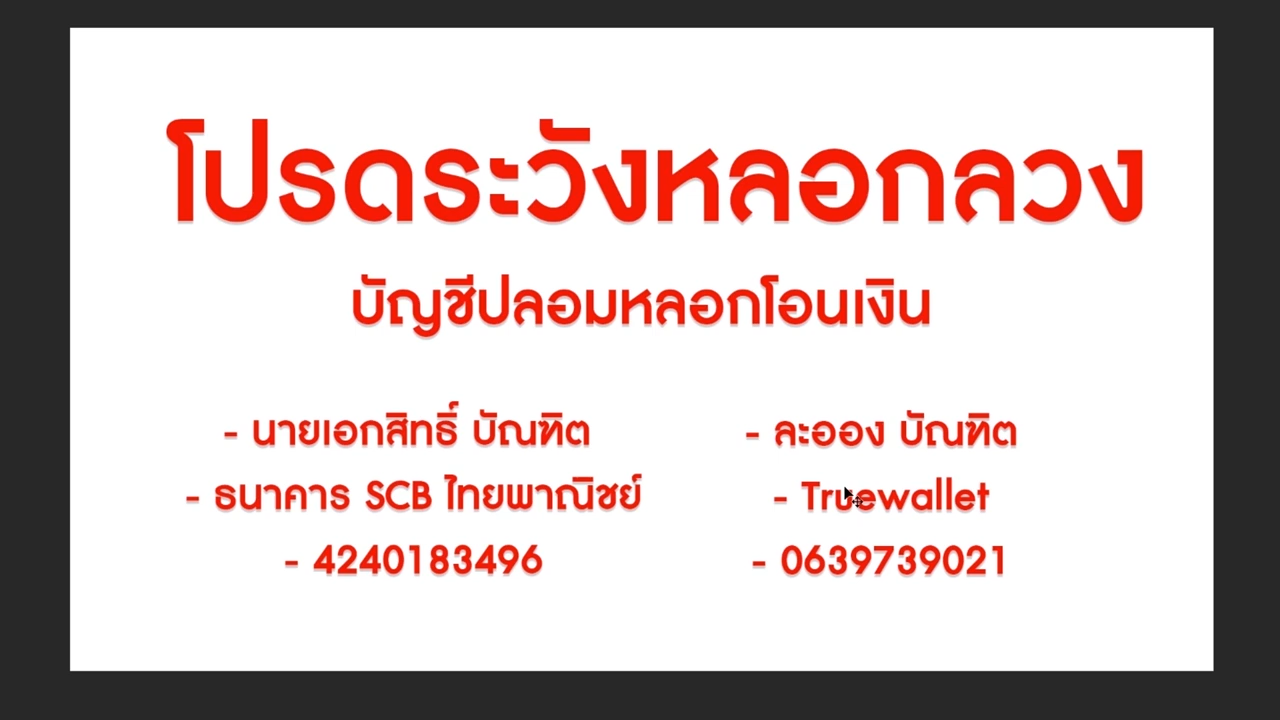 โปรดระวังหลอกลวง
บัญชีปลอมหลอกโอนเงิน
- นายเอกสิทธิ์ บัณฑิต
- ธนาคาร SCB ไทยพาณิชย์
- 4240183496
- ละออง บัณฑิต
- Truewallet
- 0639739021